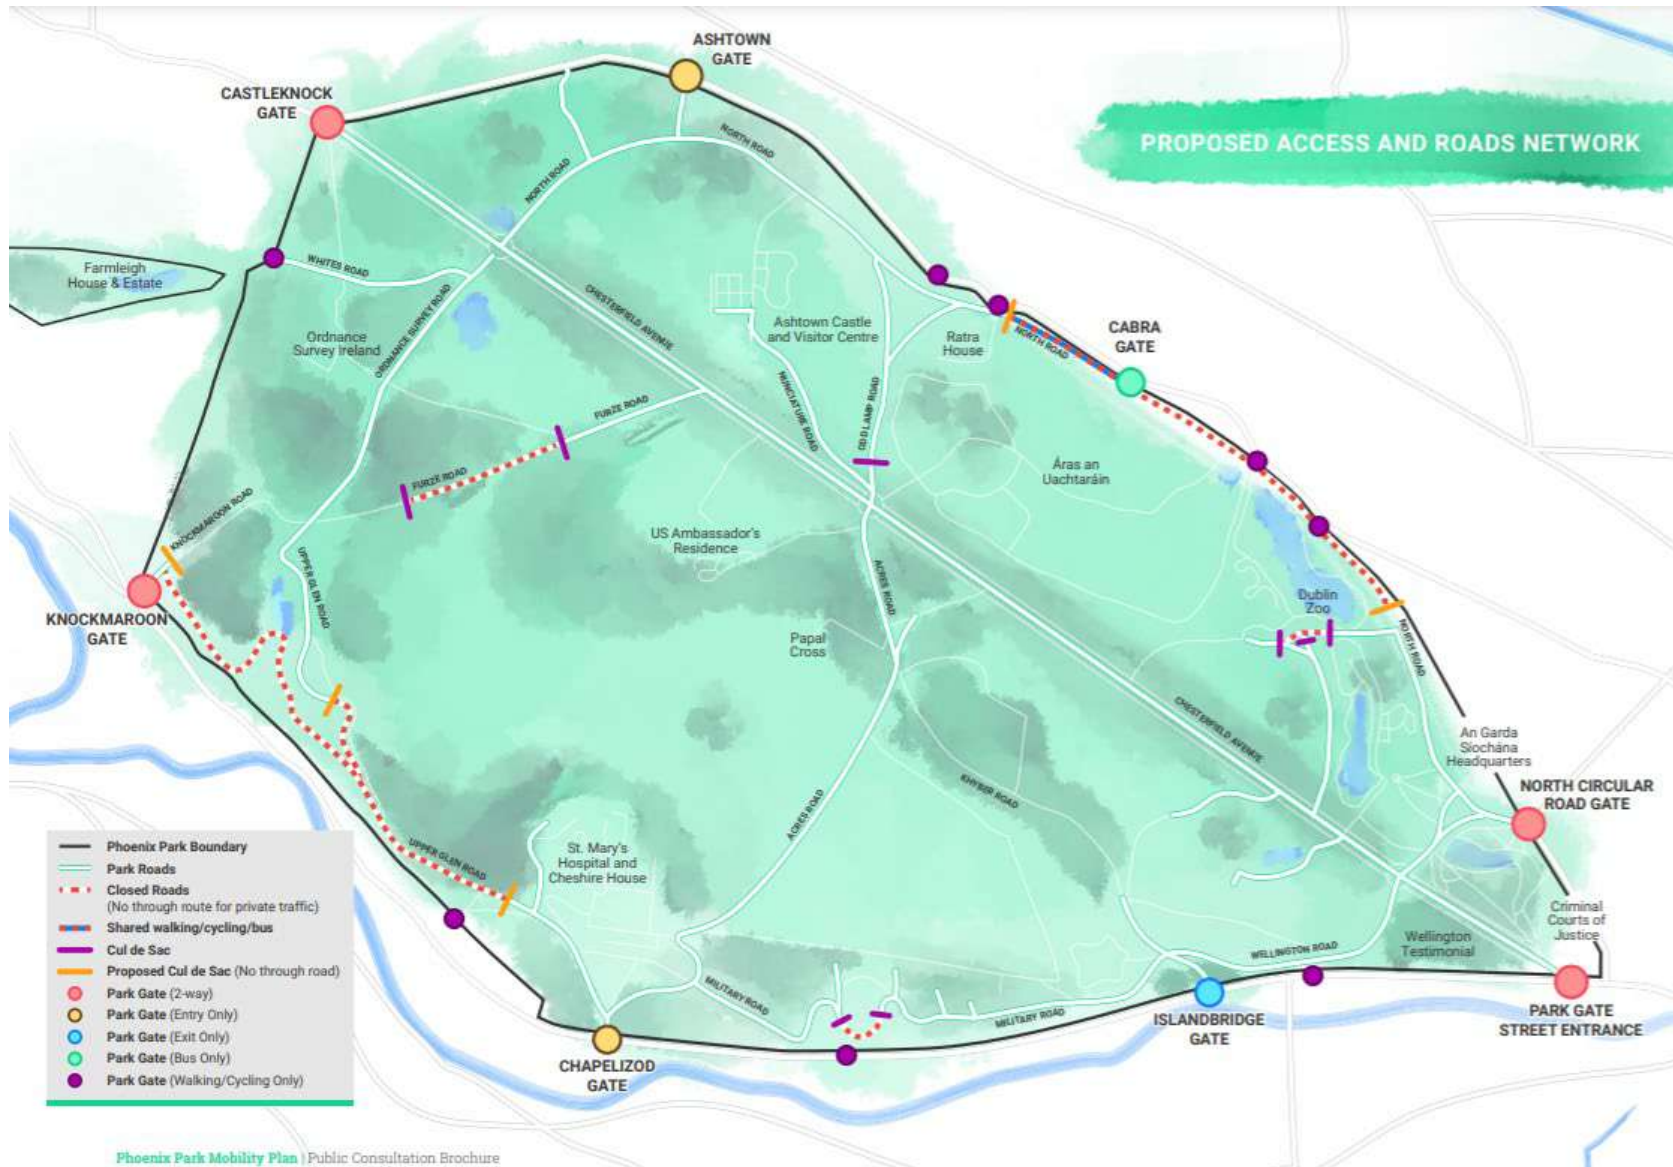 ASHTOWN
GATE
CASTLEKNOCK
GATE
PROPOSED ACCESS AND ROADS NETWORK
NORTH ROAD
NORTH ROAD
Farmleigh
House & Estate
WHITES ROAD
ORDNANCE SURVEY ROAD
Ordnance
Survey Ireland
CHESTERFIELD AVENUE
Ashtown Castle
and Visitor Centre
Ratra
House
NORTH ROAD
CABRA
GATE
NUNCIATURE ROAD
ODD LAMP ROAD
FURZE ROAD
FURZE ROAD
Áras an
Uachtaráin
KNOCKMAROON ROAD
US Ambassador's
Residence
UPPER GLEN ROAD
ACRES ROAD
KNOCKMAROON
GATE
Dublin
Zoo
NORTH ROAD
Papal
Cross
CHESTERFIELD AVENUE
An Garda
Síochána
Headquarters
KHYBER ROAD
NORTH CIRCULAR
ROAD GATE
ACRES ROAD
UPPER GLEN ROAD
St. Mary's
Hospital and
Cheshire House
Criminal
Courts of
Justice
Wellington
Testimonial
WELLINGTON ROAD
MILITARY ROAD
MILITARY ROAD
ISLANDBRIDGE
GATE
PARK GATE
STREET ENTRANCE
CHAPELIZOD
GATE
Phoenix Park Boundary
Park Roads
Closed Roads
(No through route for private traffic)
Shared walking/cycling/bus
Cul de Sac
Proposed Cul de Sac (No through road)
Park Gate (2-way)
Park Gate (Entry Only)
Park Gate (Exit Only)
Park Gate (Bus Only)
Park Gate (Walking/Cycling Only)
Phoenix Park Mobility Plan | Public Consultation Brochure